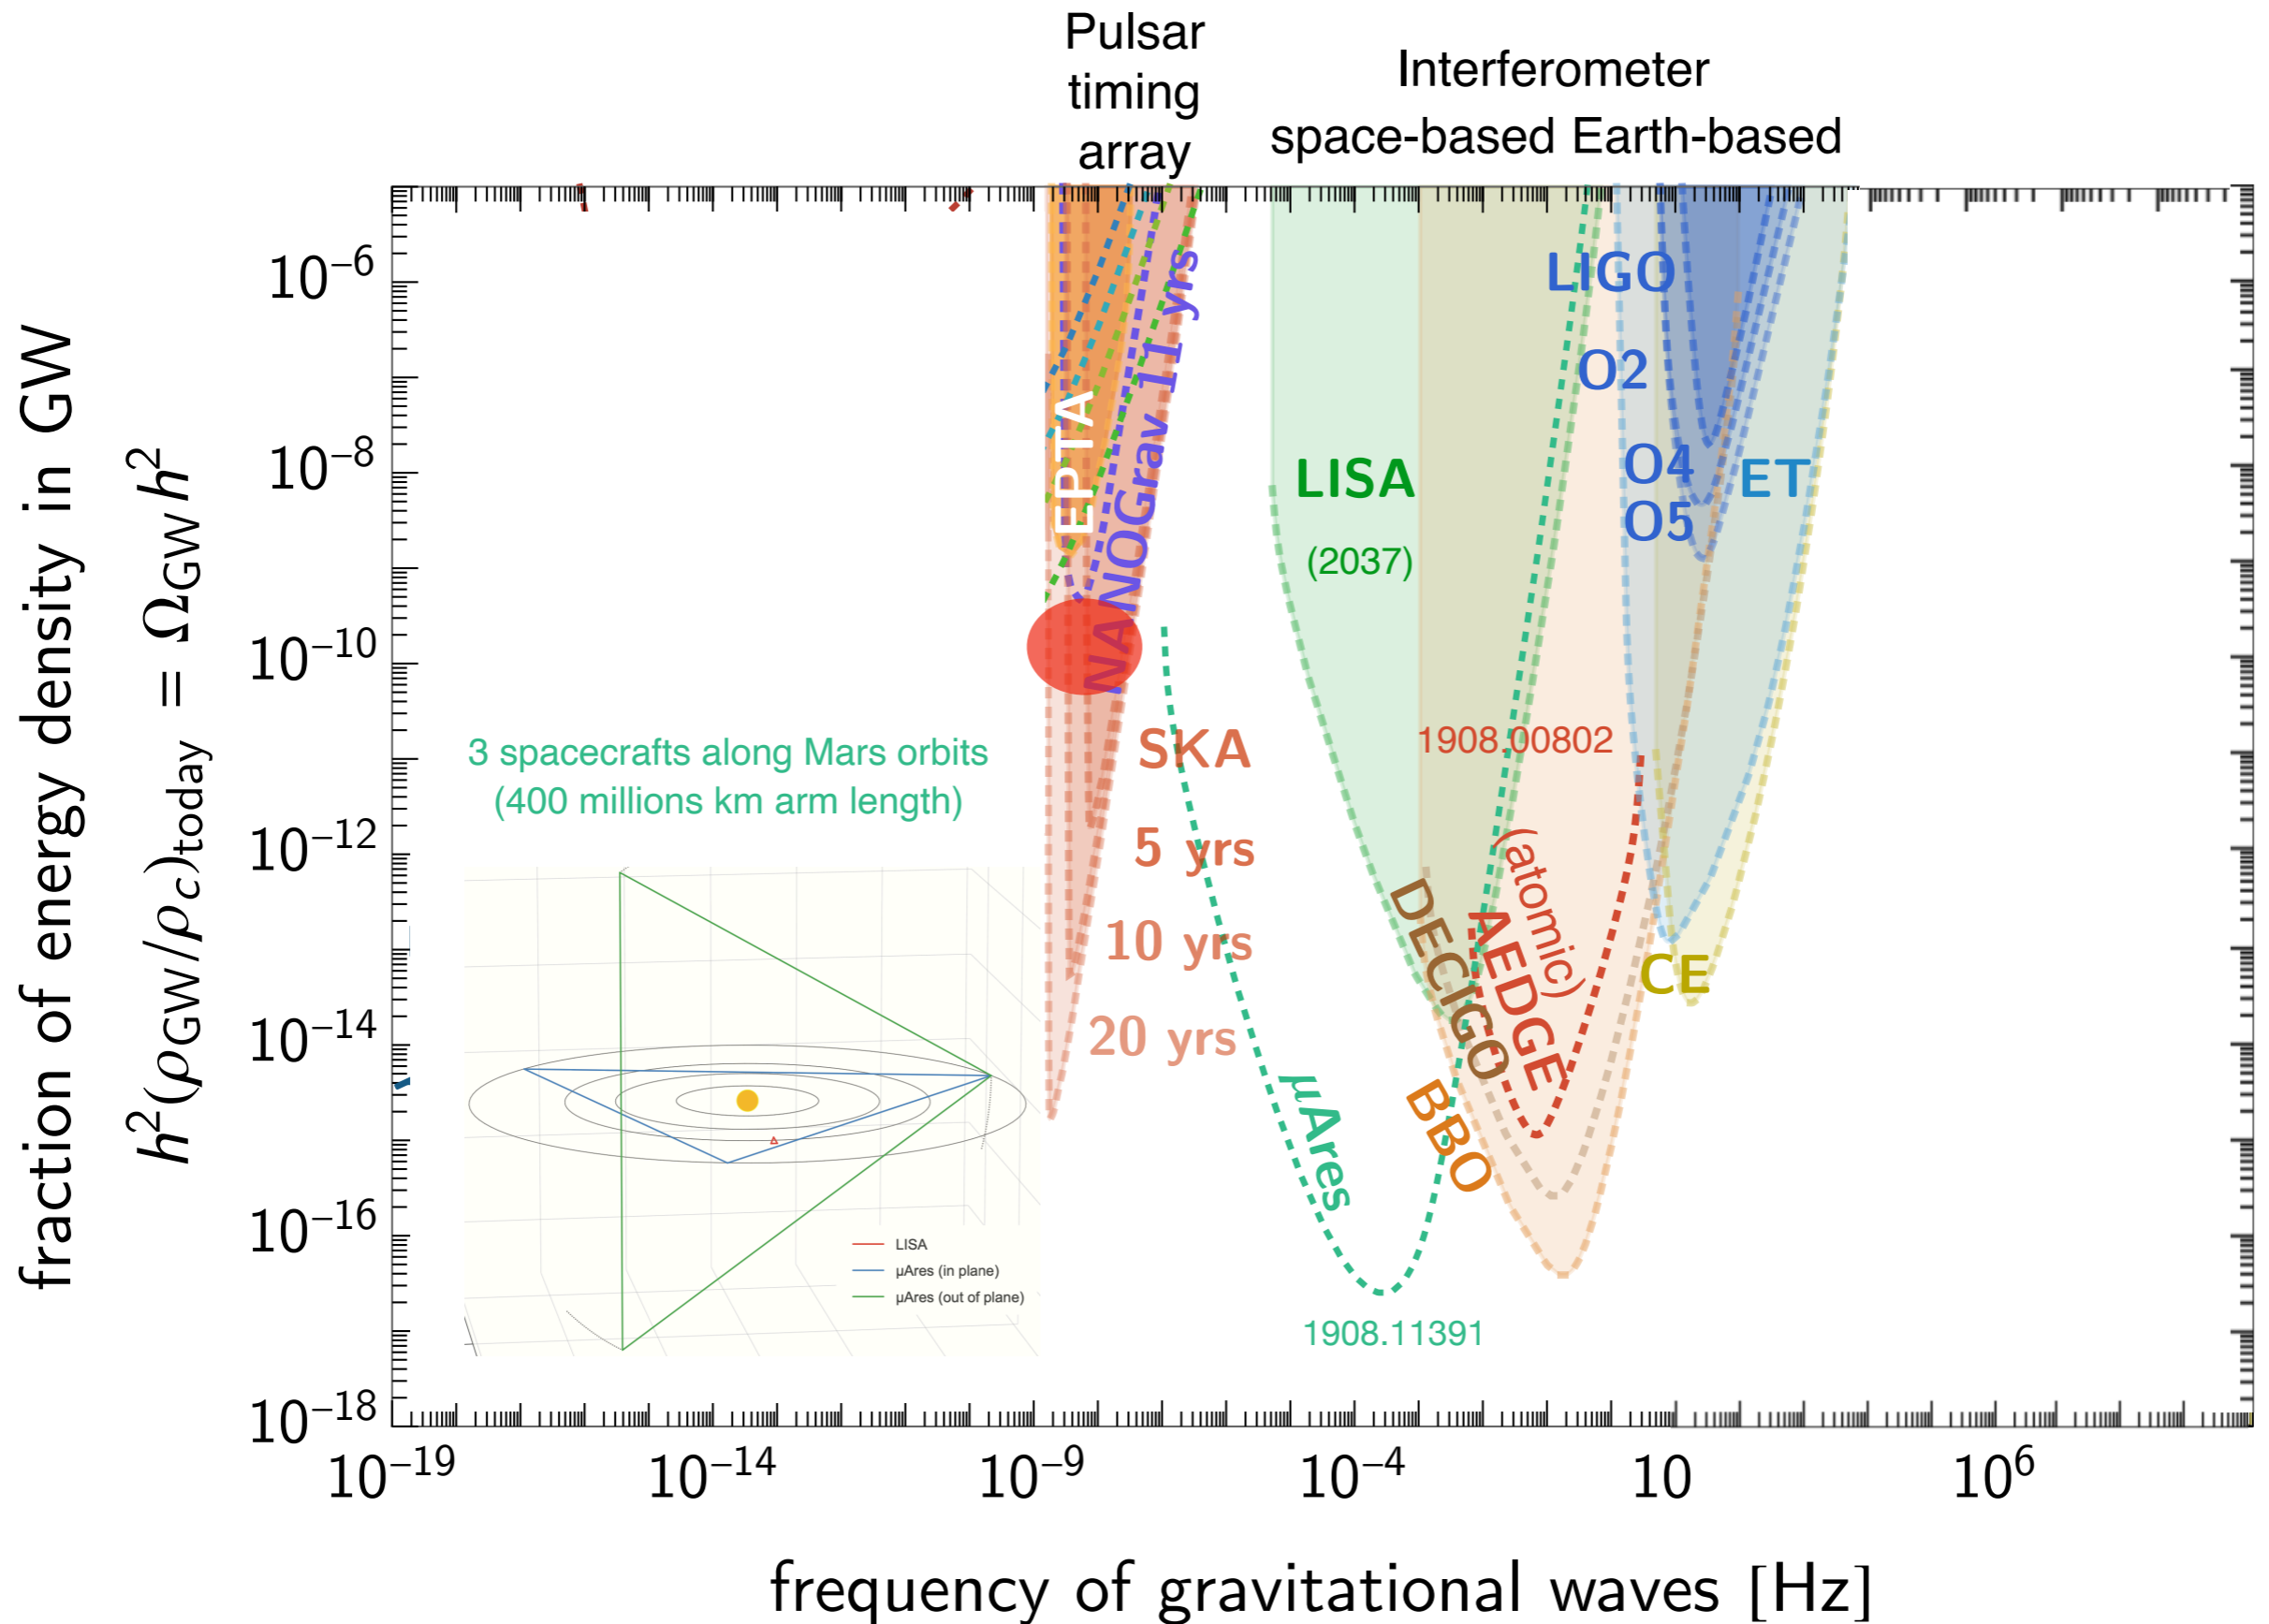 Pulsar
timing
array
Interferometer
space-based Earth-based
fraction of energy density in GW
h²(ρ_GW/ρ_c)_today = Ω_GW h²
10⁻⁶
10⁻⁸
10⁻¹⁰
10⁻¹²
10⁻¹⁴
10⁻¹⁶
10⁻¹⁸
EPTA
NANOGrav 11 yrs
SKA
5 yrs
10 yrs
20 yrs
3 spacecrafts along Mars orbits
(400 millions km arm length)
LISA
µAres (in plane)
µAres (out of plane)
LISA
(2037)
LIGO
O2
O4
O5
ET
1908.00802
(atomic)
AEDGE
DECIGO
BBO
CE
µAres
1908.11391
10⁻¹⁹
10⁻¹⁴
10⁻⁹
10⁻⁴
10
10⁶
frequency of gravitational waves [Hz]